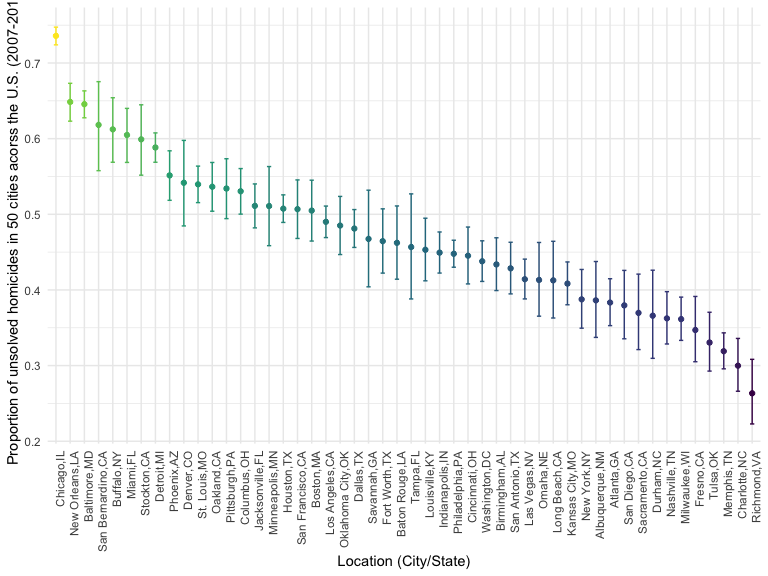 Proportion of unsolved homicides in 50 cities acorss the U.S. (2007-201
0.7
0.6
0.5
0.4
0.3
0.2
Chicago,IL
New Orleans,LA
Baltimore,MD
San Bernardino,CA
Buffalo,NY
Miami,FL
Stockton,CA
Detroit,MI
Phoenix,AZ
Denver,CO
St. Louis,MO
Oakland,CA
Pittsburgh,PA
Columbus,OH
Jacksonville,FL
Minneapolis,MN
Houston,TX
San Francisco,CA
Boston,MA
Los Angeles,CA
Oklahoma City,OK
Dallas,TX
Savannah,GA
Fort Worth,TX
Baton Rouge,LA
Tampa,FL
Louisville,KY
Indianapolis,IN
Philadelphia,PA
Cincinnati,OH
Washington,DC
Birmingham,AL
San Antonio,TX
Las Vegas,NV
Omaha,NE
Long Beach,CA
Kansas City,MO
New York,NY
Albuquerque,NM
Atlanta,GA
San Diego,CA
Sacramento,CA
Durham,NC
Nashville,TN
Milwaukee,WI
Fresno,CA
Tulsa,OK
Memphis,TN
Charlotte,NC
Richmond,VA
Location (City/State)